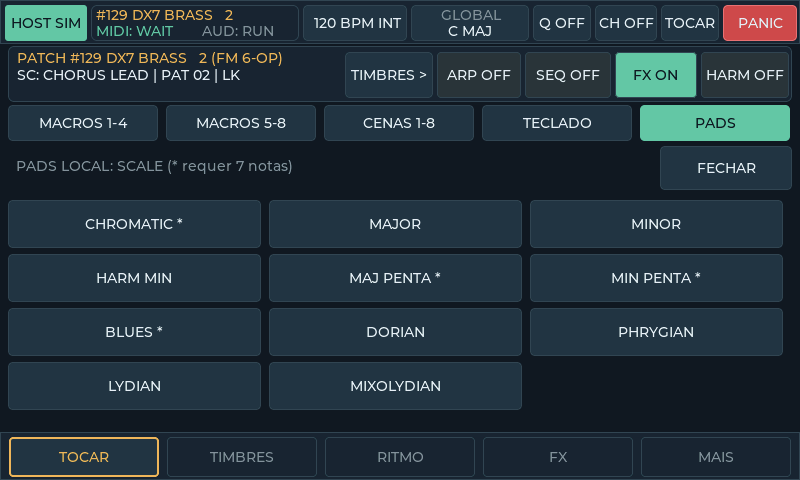 HOST SIM
#129 DX7 BRASS 2
MIDI: WAIT AUD: RUN
120 BPM INT
GLOBAL
C MAJ
Q OFF
CH OFF
TOCAR
PANIC
PATCH #129 DX7 BRASS 2 (FM 6-OP)
SC: CHORUS LEAD | PAT 02 | LK
TIMBRES >
ARP OFF
SEQ OFF
FX ON
HARM OFF
MACROS 1-4
MACROS 5-8
CENAS 1-8
TECLADO
PADS
PADS LOCAL: SCALE (* requer 7 notas)
FECHAR
CHROMATIC *
MAJOR
MINOR
HARM MIN
MAJ PENTA *
MIN PENTA *
BLUES *
DORIAN
PHRYGIAN
LYDIAN
MIXOLYDIAN
TOCAR
TIMBRES
RITMO
FX
MAIS